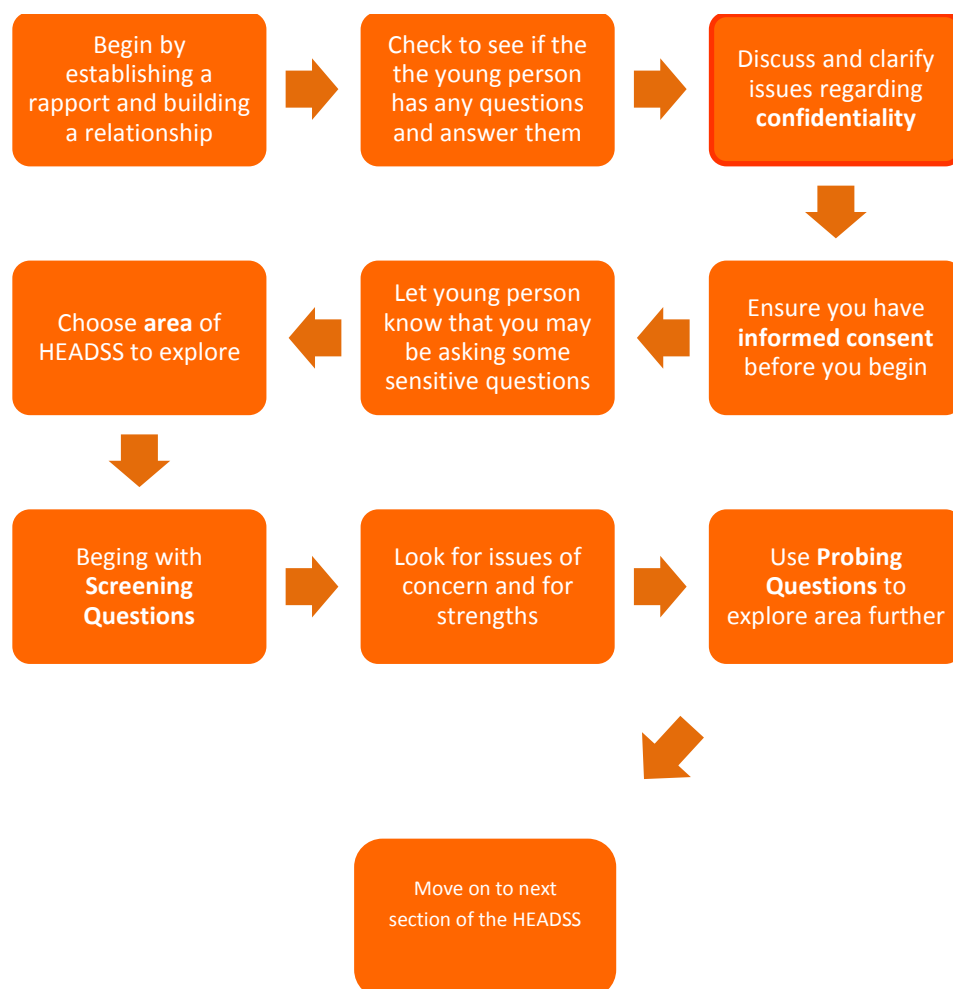 Begin by
establishing a
rapport and building
a relationship
Check to see if the
the young person
has any questions
and answer them
Discuss and clarify
issues regarding
confidentiality
Ensure you have
informed consent
before you begin
Let young person
know that you may
be asking some
sensitive questions
Choose area of
HEADSS to explore
Beging with
Screening
Questions
Look for issues of
concern and for
strengths
Use Probing
Questions to
explore area further
Move on to next
section of the HEADSS